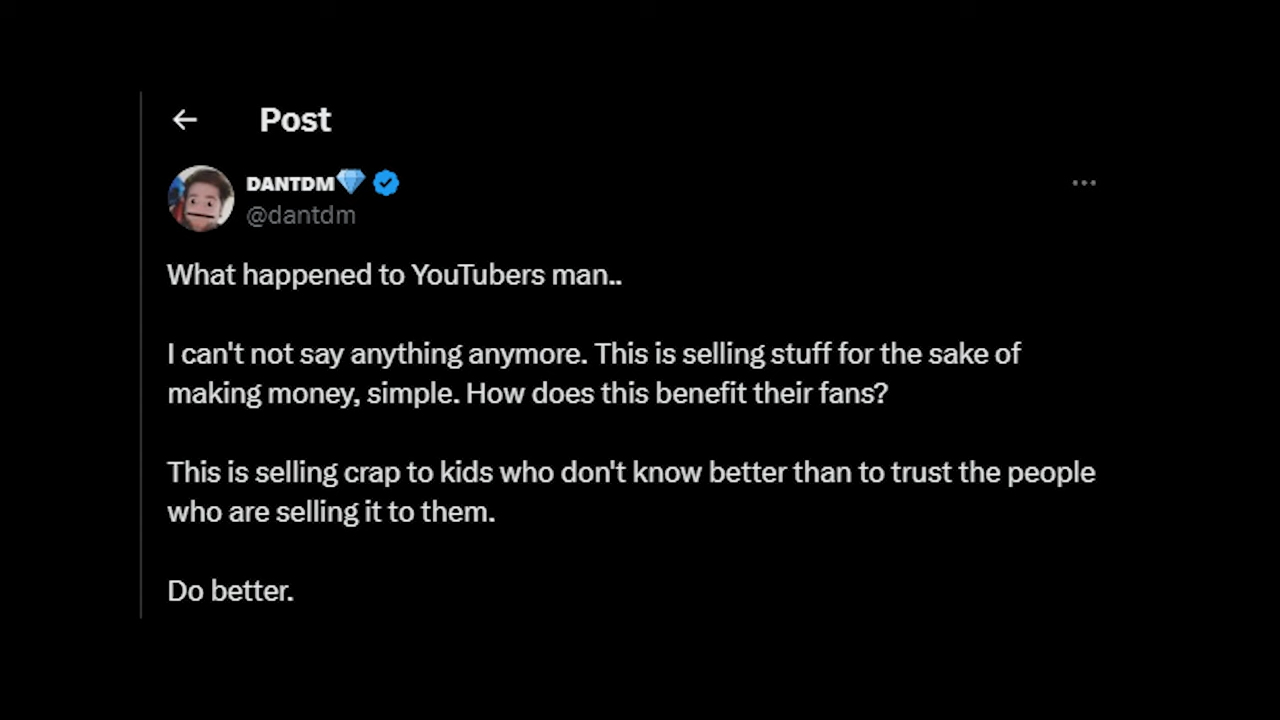 Post
DANTDM💎
@dantdm
What happened to YouTubers man..
I can't not say anything anymore. This is selling stuff for the sake of
making money, simple. How does this benefit their fans?
This is selling crap to kids who don't know better than to trust the people
who are selling it to them.
Do better.